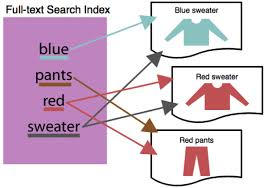 Full-text Search Index
blue
pants
red
sweater
Blue sweater
Red sweater
Red pants